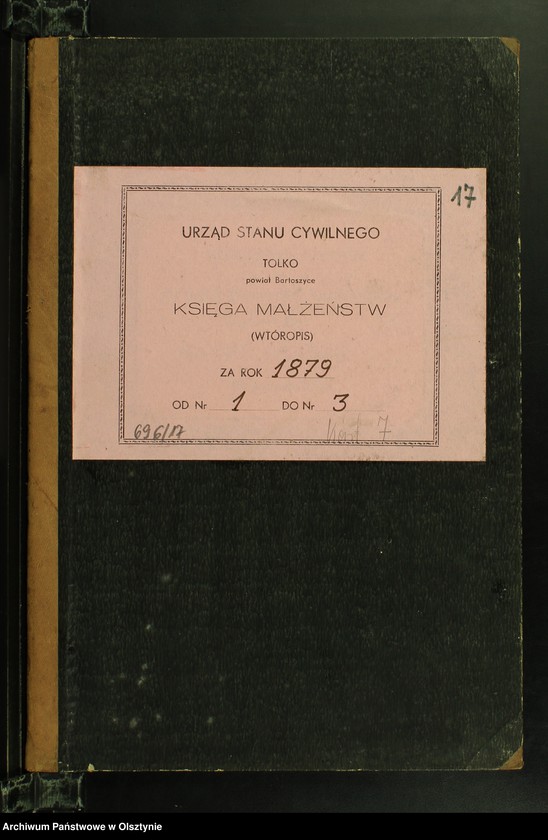 17
URZĄD STANU CYWILNEGO
TOLKO
powiat Bartoszyce
KSIĘGA MAŁŻEŃSTW
(WTÓROPIS)
ZA ROK 1879
OD Nr 1 DO Nr 3
696/17
7
Archiwum Państwowe w Olsztynie